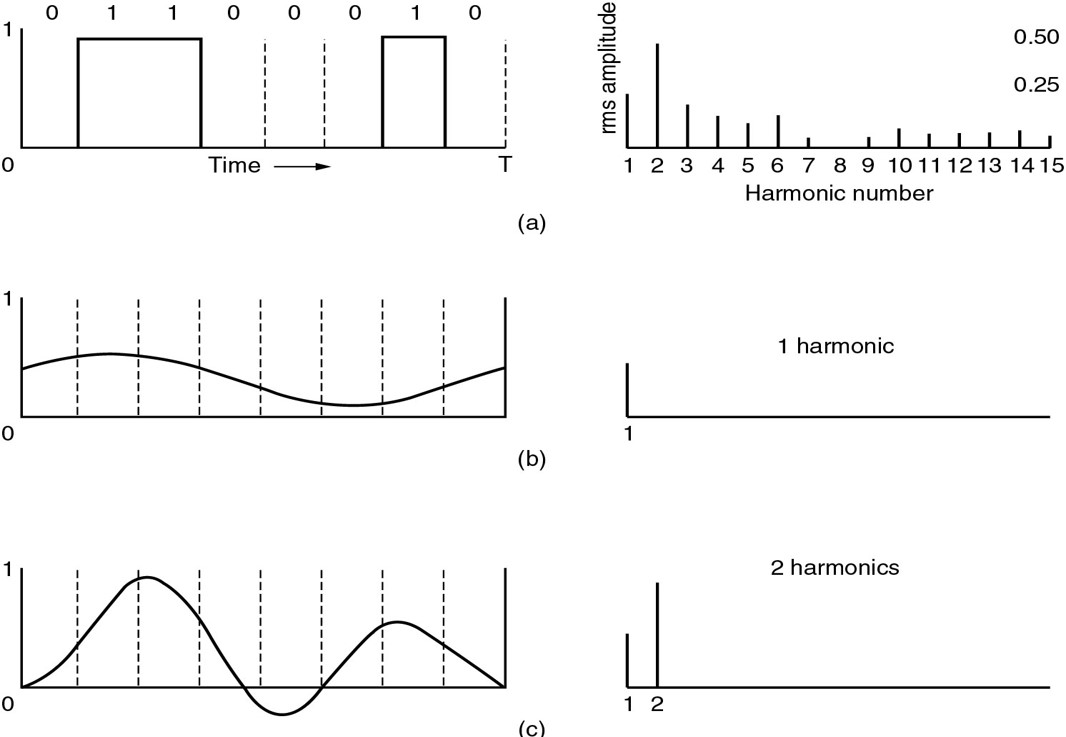 0 1 1 0 0 0 1 0
1
0
Time
T
rms amplitude
0.50
0.25
1 2 3 4 5 6 7 8 9 10 11 12 13 14 15
Harmonic number
(a)
1
0
1 harmonic
1
(b)
1
0
2 harmonics
1 2
(c)